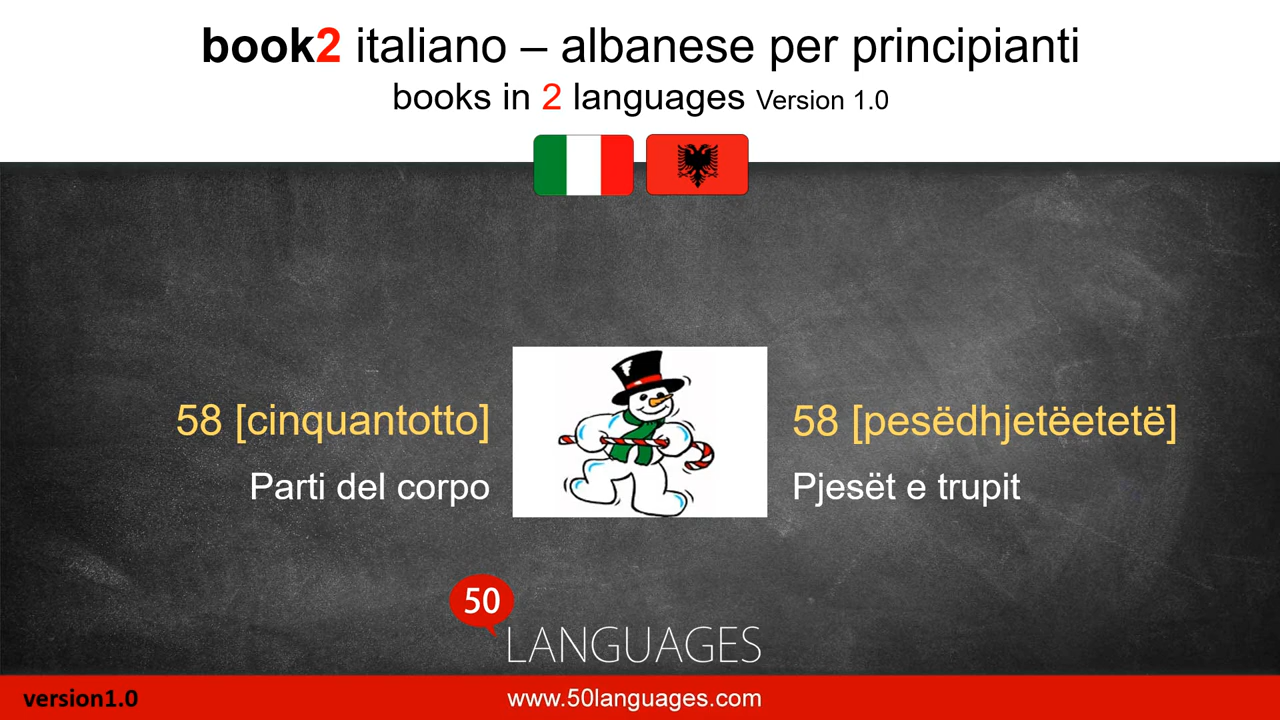 book2 italiano – albanese per principianti
books in 2 languages Version 1.0
58 [cinquantotto]
Parti del corpo
58 [pesëdhjetëetetë]
Pjesët e trupit
50
LANGUAGES
version1.0
www.50languages.com